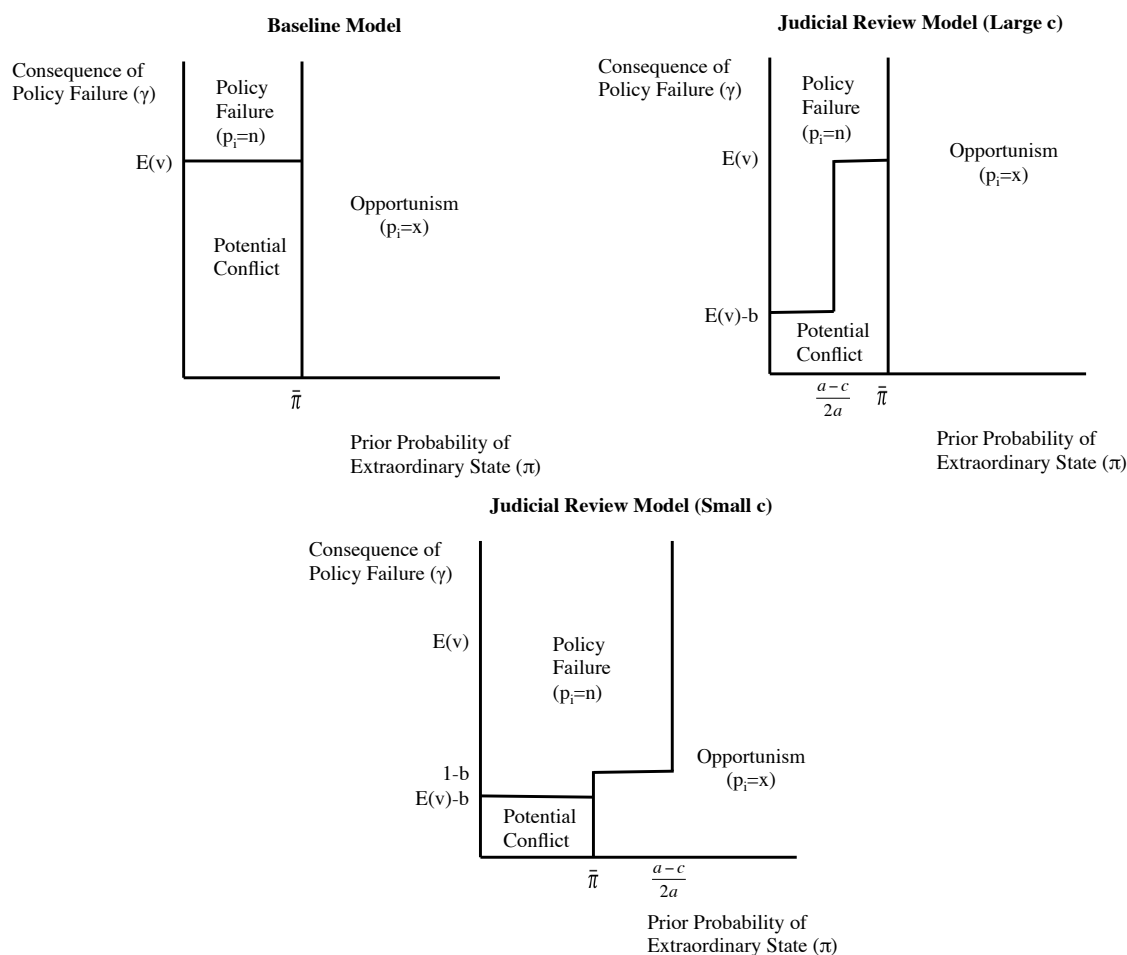 Baseline Model
Consequence of
Policy Failure (γ)
Policy
Failure
(pᵢ=n)
E(v)
Opportunism
(pᵢ=x)
Potential
Conflict
π̄
Prior Probability of
Extraordinary State (π)
Judicial Review Model (Large c)
Consequence of
Policy Failure (γ)
Policy
Failure
(pᵢ=n)
E(v)
Opportunism
(pᵢ=x)
E(v)-b
Potential
Conflict
a−c
2a
π̄
Prior Probability of
Extraordinary State (π)
Judicial Review Model (Small c)
Consequence of
Policy Failure (γ)
E(v)
Policy
Failure
(pᵢ=n)
Opportunism
(pᵢ=x)
1-b
E(v)-b
Potential
Conflict
π̄
a−c
2a
Prior Probability of
Extraordinary State (π)